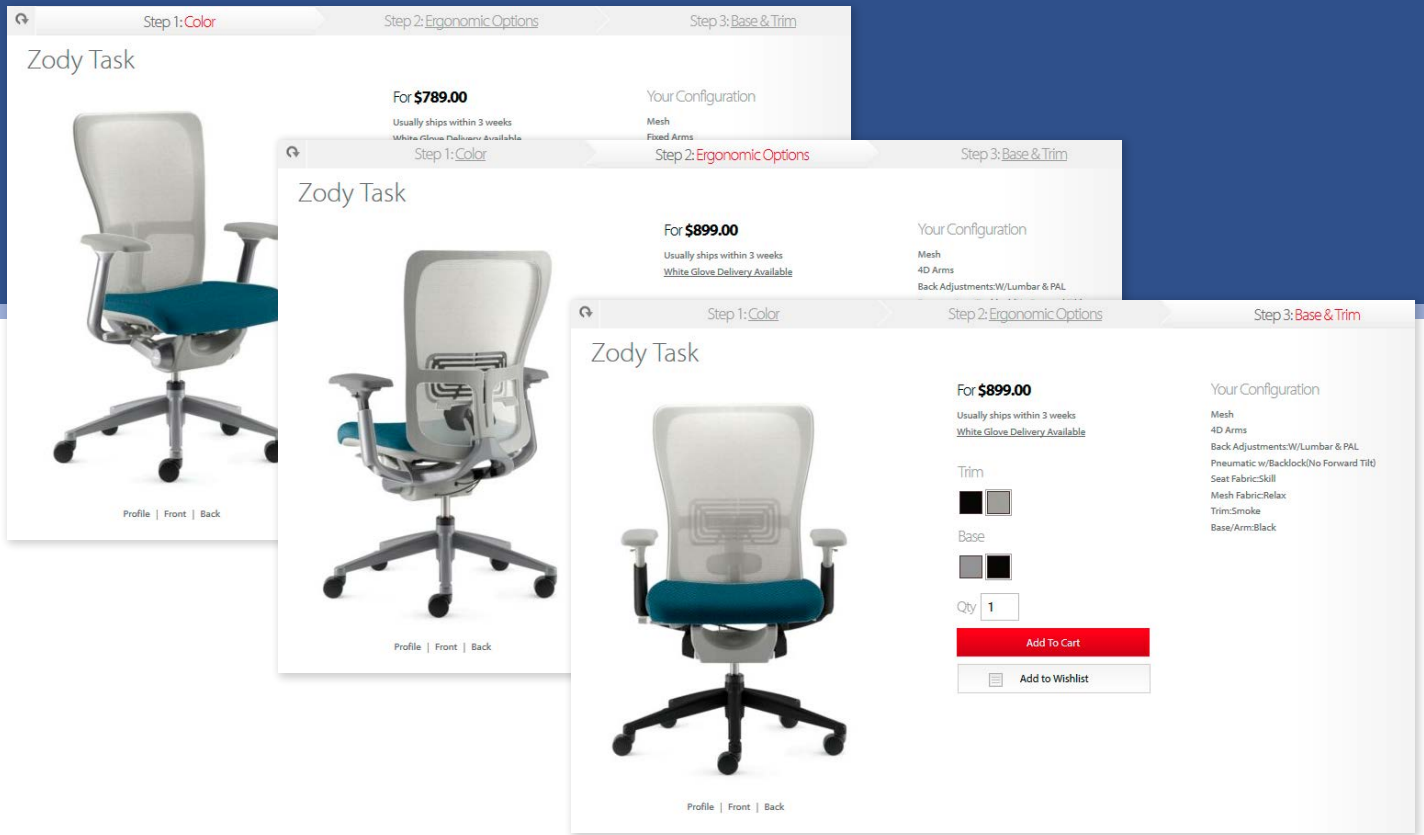 Step 1: Color
Step 2: Ergonomic Options
Step 3: Base & Trim
Zody Task
For $789.00
Usually ships within 3 weeks
White Glove Delivery Available
Your Configuration
Mesh
Fixed Arms
Profile | Front | Back
Step 1: Color
Step 2: Ergonomic Options
Step 3: Base & Trim
Zody Task
For $899.00
Usually ships within 3 weeks
White Glove Delivery Available
Your Configuration
Mesh
4D Arms
Back Adjustments:W/Lumbar & PAL
Profile | Front | Back
Step 1: Color
Step 2: Ergonomic Options
Step 3: Base & Trim
Zody Task
For $899.00
Usually ships within 3 weeks
White Glove Delivery Available
Trim
Base
Qty 1
Add To Cart
Add to Wishlist
Your Configuration
Mesh
4D Arms
Back Adjustments:W/Lumbar & PAL
Pneumatic w/Backlock(No Forward Tilt)
Seat Fabric:Skill
Mesh Fabric:Relax
Trim:Smoke
Base/Arm:Black
Profile | Front | Back